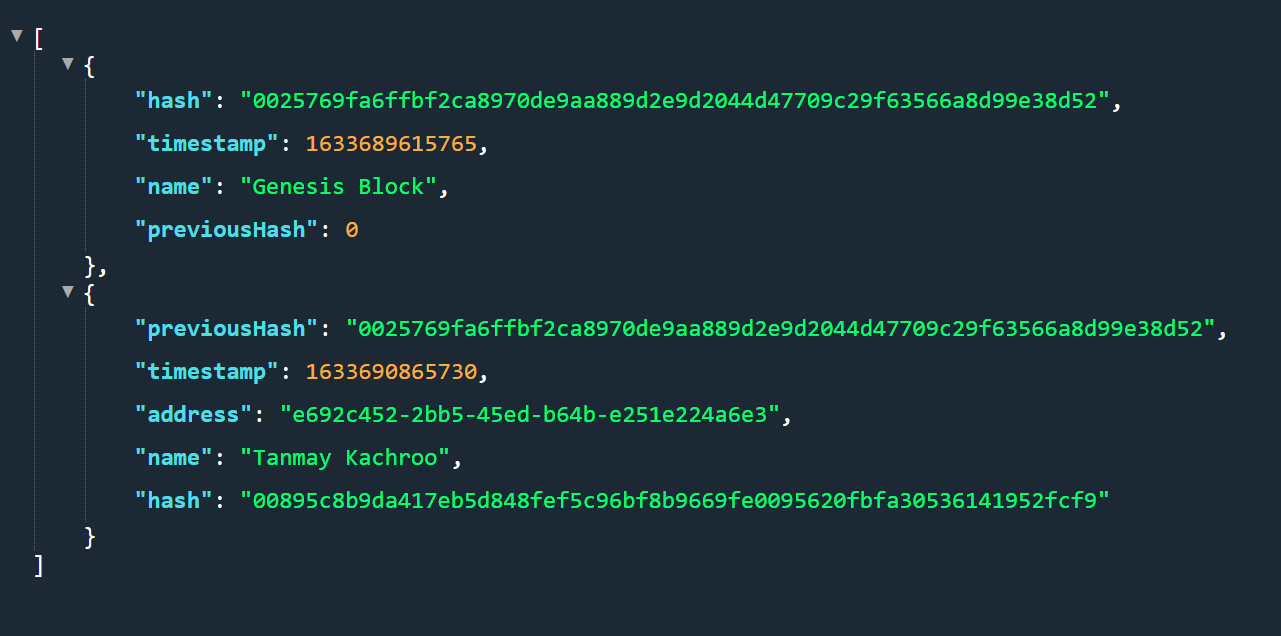 [
{
"hash": "0025769fa6ffbf2ca8970de9aa889d2e9d2044d47709c29f63566a8d99e38d52",
"timestamp": 1633689615765,
"name": "Genesis Block",
"previousHash": 0
},
{
"previousHash": "0025769fa6ffbf2ca8970de9aa889d2e9d2044d47709c29f63566a8d99e38d52",
"timestamp": 1633690865730,
"address": "e692c452-2bb5-45ed-b64b-e251e224a6e3",
"name": "Tanmay Kachroo",
"hash": "00895c8b9da417eb5d848fef5c96bf8b9669fe0095620fbfa30536141952fcf9"
}
]